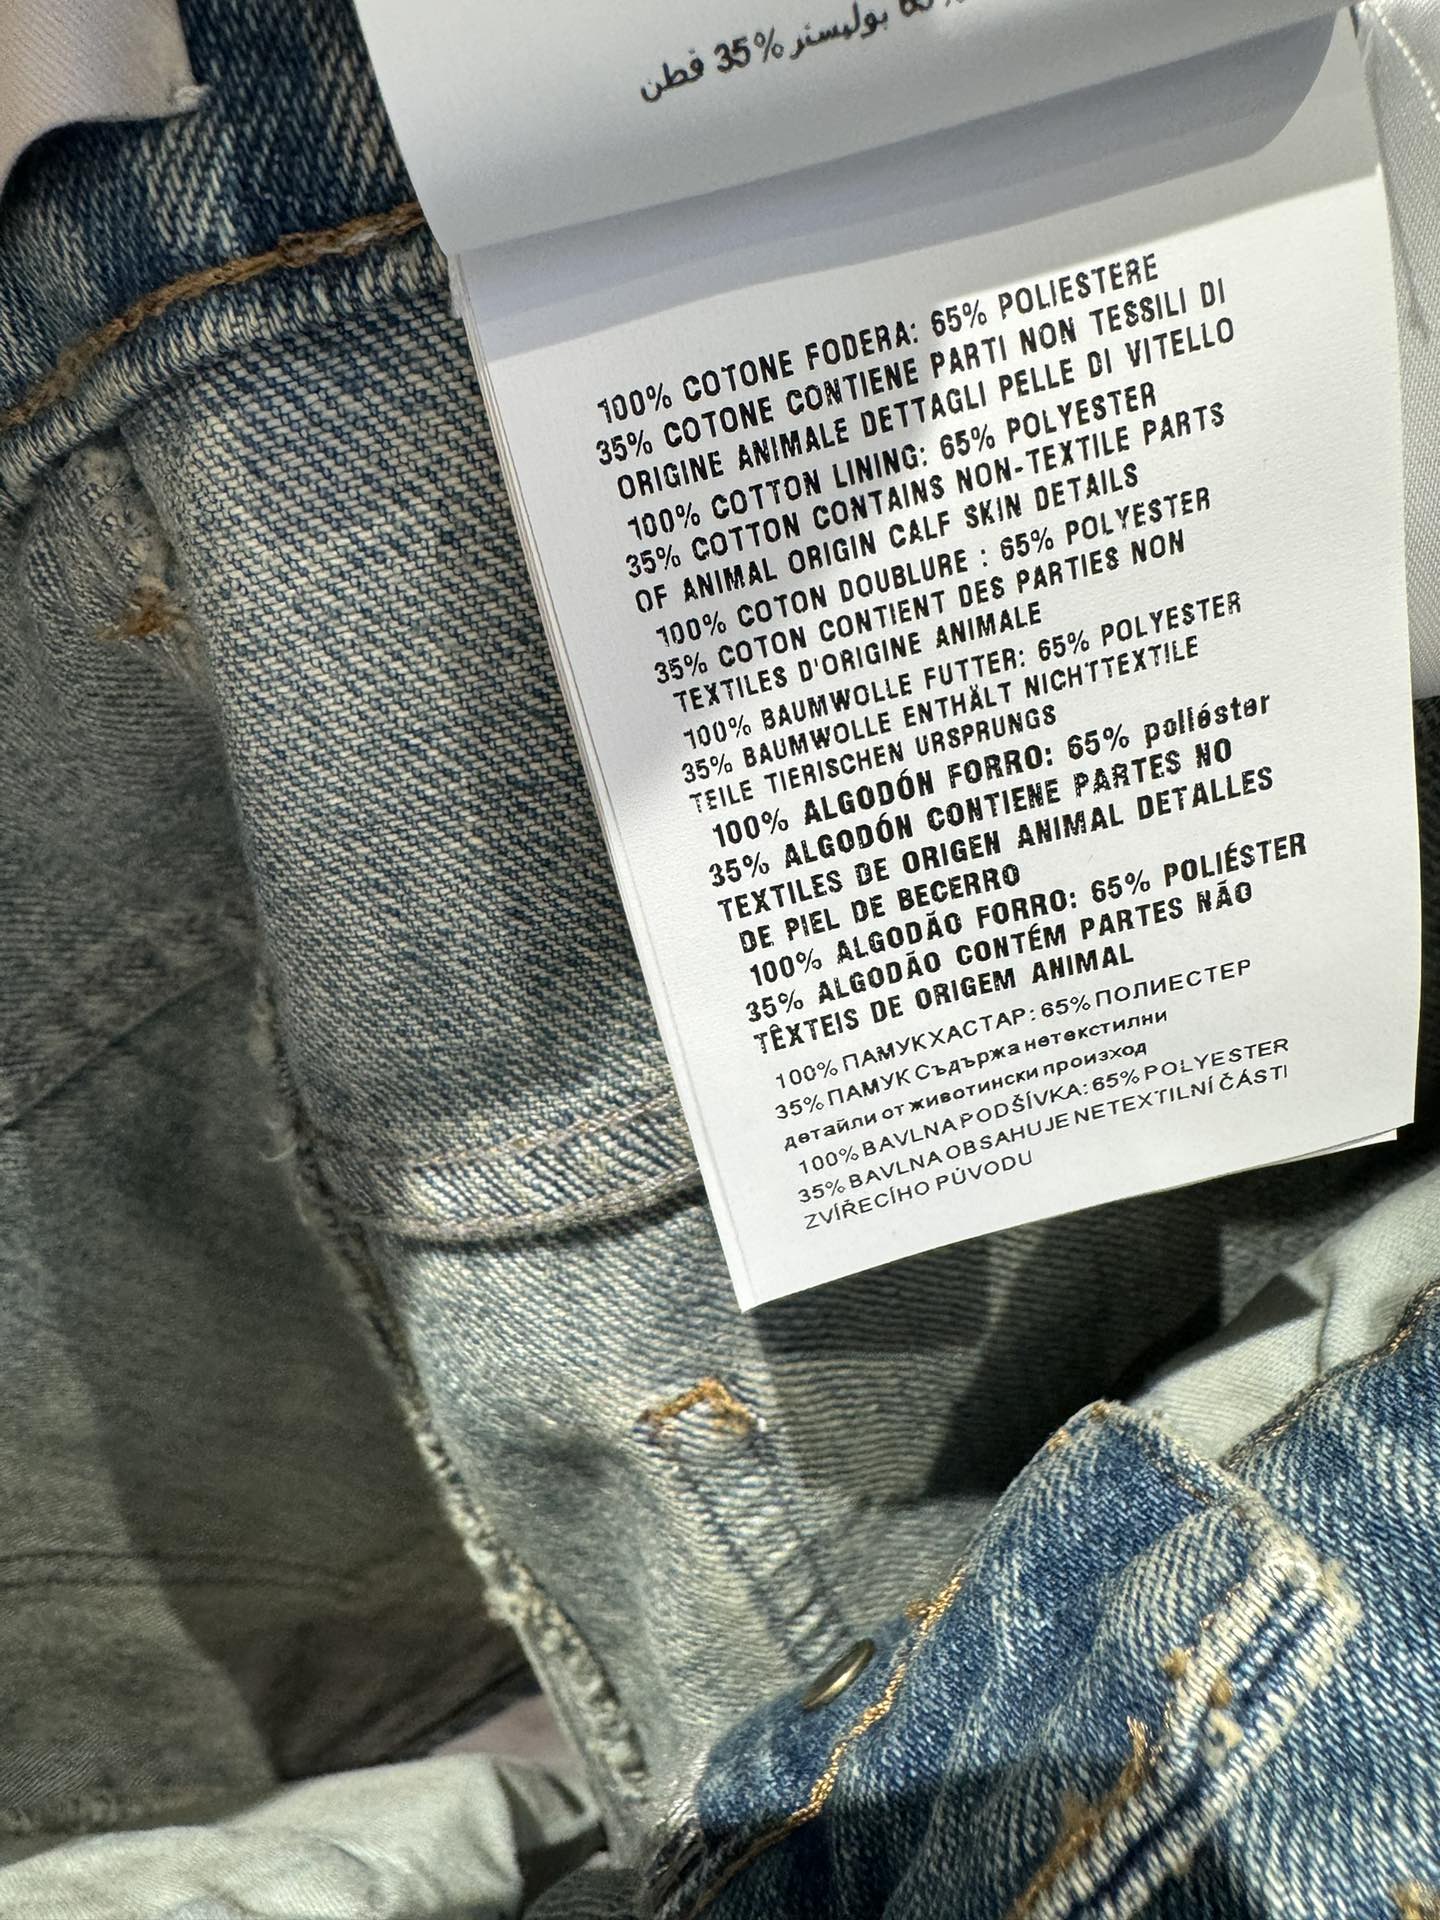 بوليستر 35% قطن
100% COTONE FODERA: 65% POLIESTERE
35% COTONE CONTIENE PARTI NON TESSILI DI
ORIGINE ANIMALE DETTAGLI PELLE DI VITELLO
100% COTTON LINING: 65% POLYESTER
35% COTTON CONTAINS NON-TEXTILE PARTS
OF ANIMAL ORIGIN CALF SKIN DETAILS
100% COTON DOUBLURE : 65% POLYESTER
35% COTON CONTIENT DES PARTIES NON
TEXTILES D'ORIGINE ANIMALE
100% BAUMWOLLE FUTTER: 65% POLYESTER
35% BAUMWOLLE ENTHÄLT NICHTTEXTILE
TEILE TIERISCHEN URSPRUNGS
100% ALGODÓN FORRO: 65% poliéster
35% ALGODÓN CONTIENE PARTES NO
TEXTILES DE ORIGEN ANIMAL DETALLES
DE PIEL DE BECERRO
100% ALGODÃO FORRO: 65% POLIÉSTER
35% ALGODÃO CONTÉM PARTES NÃO
TÊXTEIS DE ORIGEM ANIMAL
100% ПАМУК ХАСТАР: 65% ПОЛИЕСТЕР
35% ПАМУК Съдържа нетекстилни
детайли от животински произход
100% BAVLNA PODŠÍVKA: 65% POLYESTER
35% BAVLNA OBSAHUJE NETEXTILNÍ ČÁSTI
ZVÍŘECÍHO PŮVODU